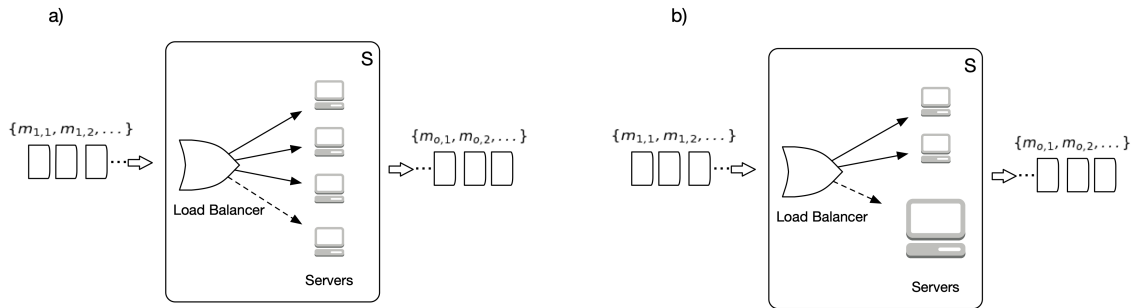 a)
S
{m1,1, m1,2, . . . }
{mo,1, mo,2, . . . }
Load Balancer
Servers
b)
S
{m1,1, m1,2, . . . }
{mo,1, mo,2, . . . }
Load Balancer
Servers